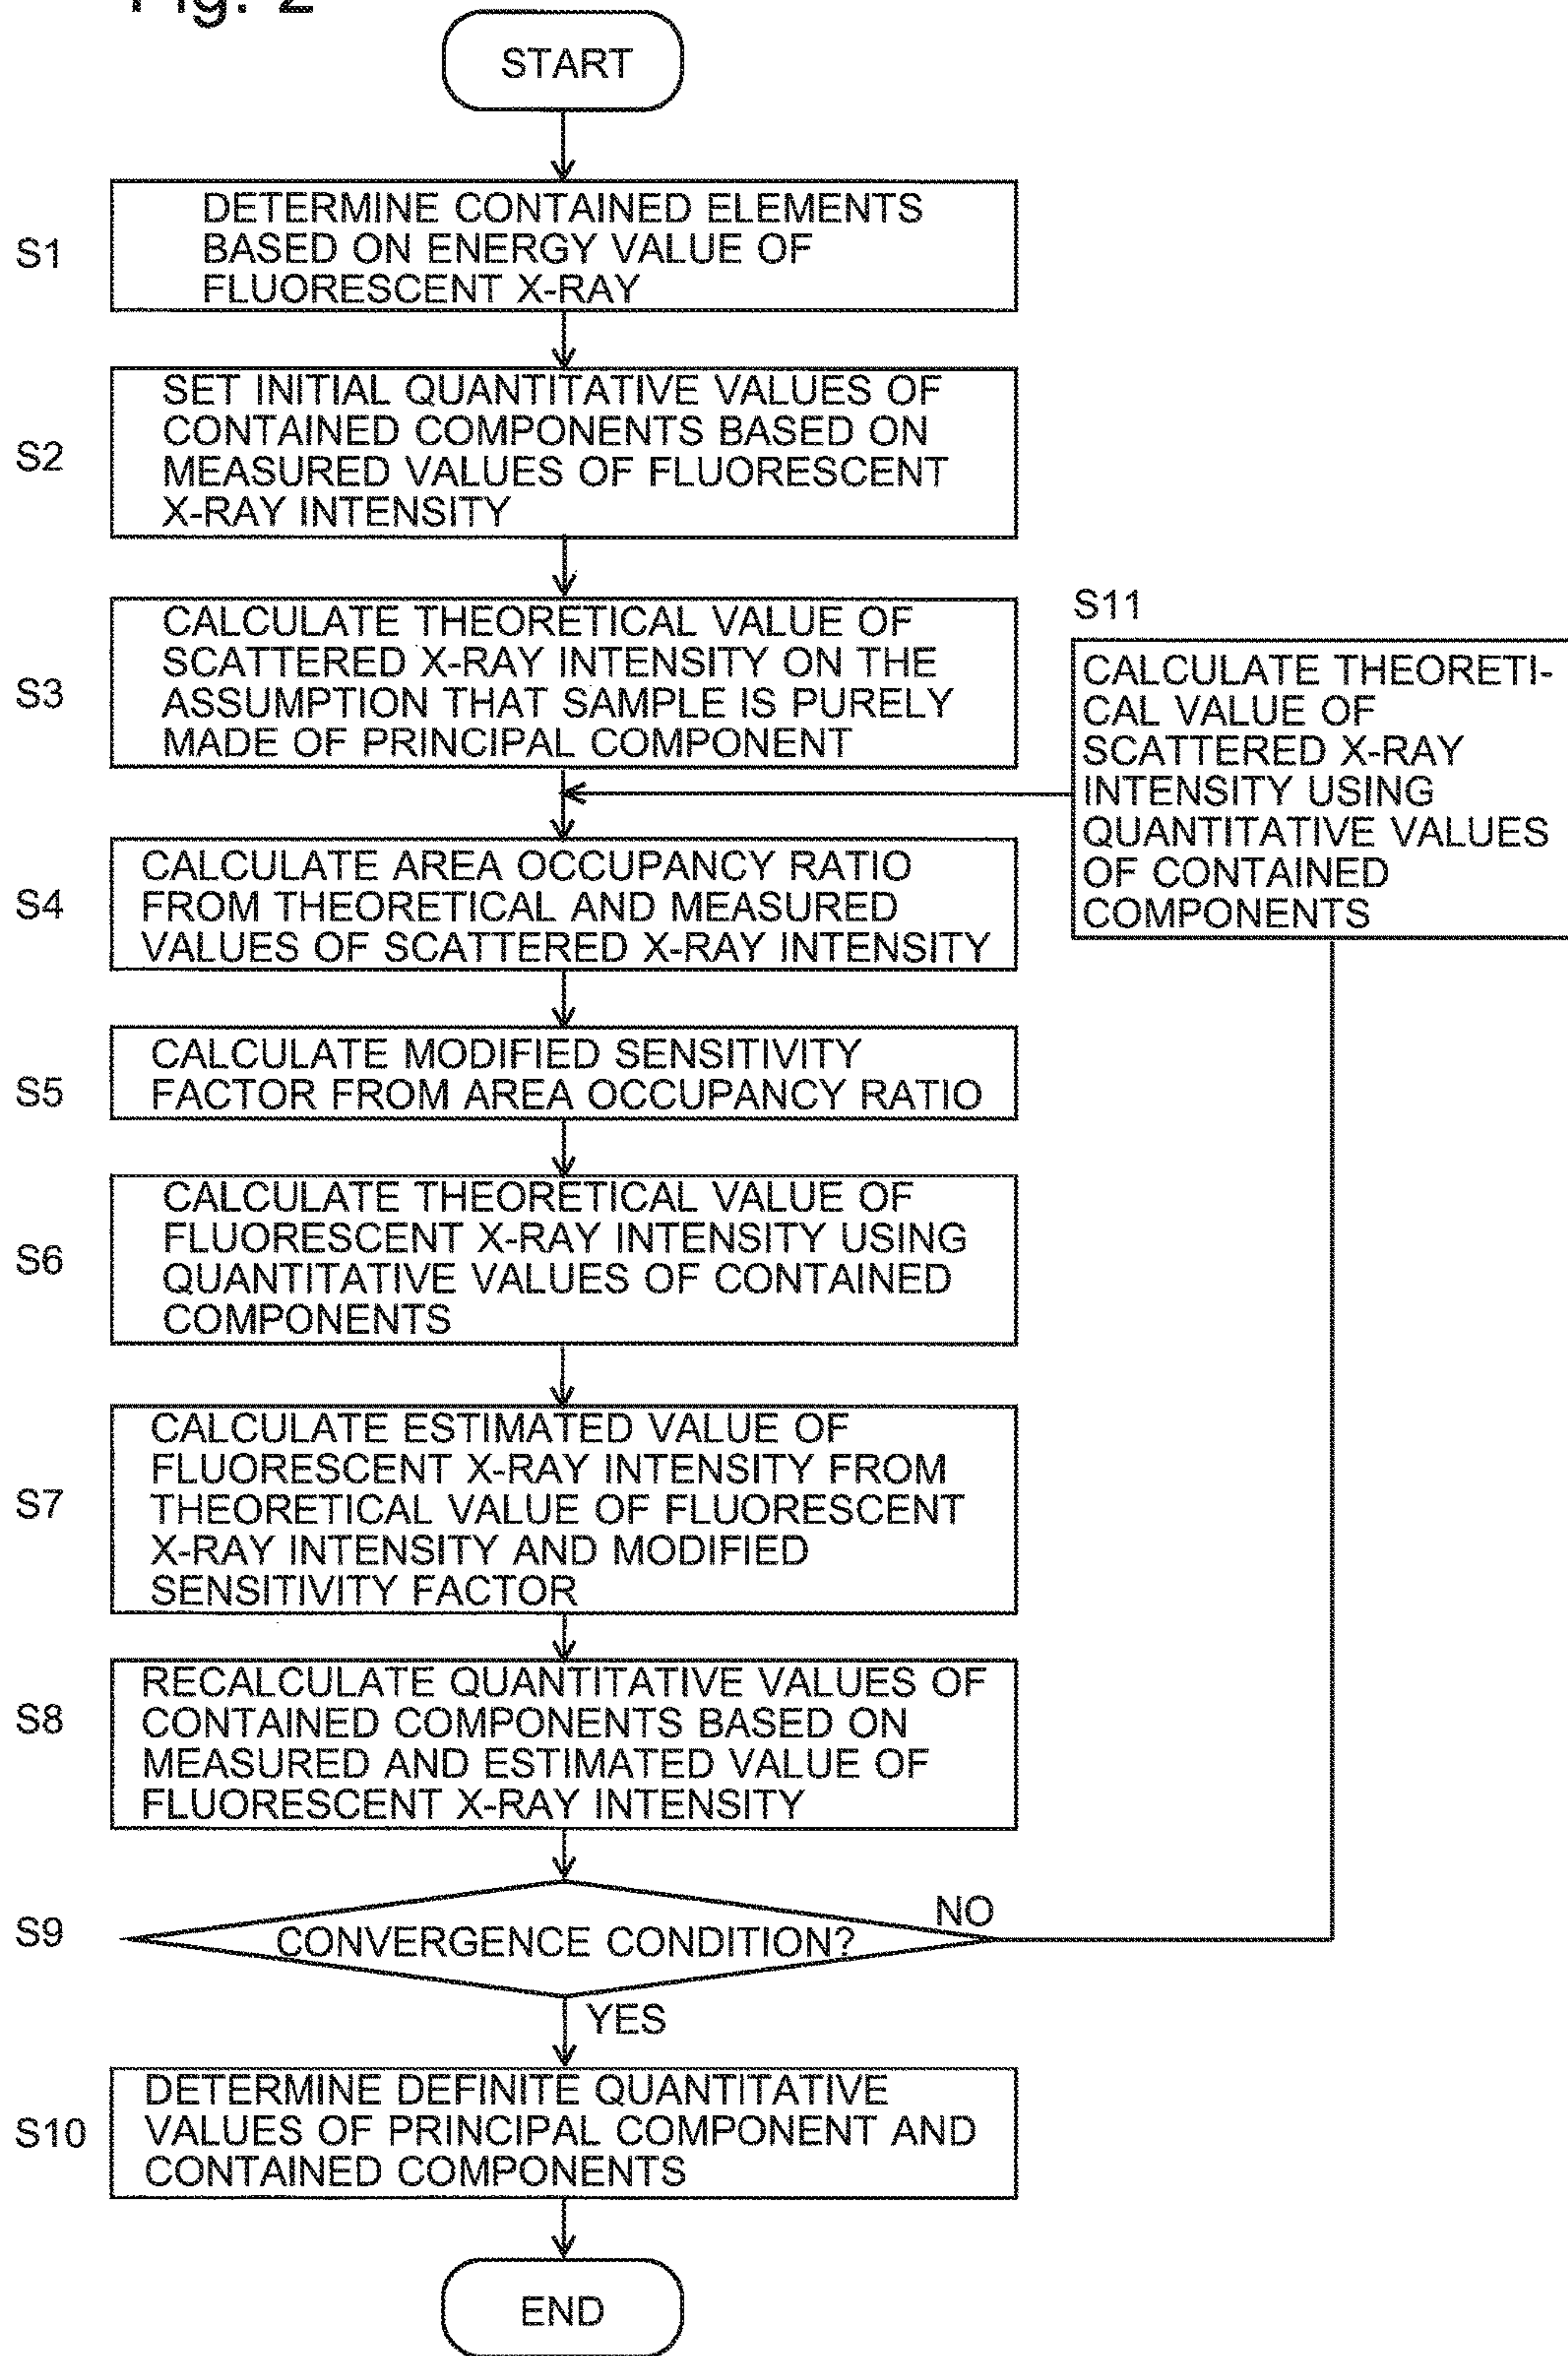 Fig. 2
START
S1
DETERMINE CONTAINED ELEMENTS
BASED ON ENERGY VALUE OF
FLUORESCENT X-RAY
S2
SET INITIAL QUANTITATIVE VALUES OF
CONTAINED COMPONENTS BASED ON
MEASURED VALUES OF FLUORESCENT
X-RAY INTENSITY
S3
CALCULATE THEORETICAL VALUE OF
SCATTERED X-RAY INTENSITY ON THE
ASSUMPTION THAT SAMPLE IS PURELY
MADE OF PRINCIPAL COMPONENT
S11
CALCULATE THEORETI-
CAL VALUE OF
SCATTERED X-RAY
INTENSITY USING
QUANTITATIVE VALUES
OF CONTAINED
COMPONENTS
S4
CALCULATE AREA OCCUPANCY RATIO
FROM THEORETICAL AND MEASURED
VALUES OF SCATTERED X-RAY INTENSITY
S5
CALCULATE MODIFIED SENSITIVITY
FACTOR FROM AREA OCCUPANCY RATIO
S6
CALCULATE THEORETICAL VALUE OF
FLUORESCENT X-RAY INTENSITY USING
QUANTITATIVE VALUES OF CONTAINED
COMPONENTS
S7
CALCULATE ESTIMATED VALUE OF
FLUORESCENT X-RAY INTENSITY FROM
THEORETICAL VALUE OF FLUORESCENT
X-RAY INTENSITY AND MODIFIED
SENSITIVITY FACTOR
S8
RECALCULATE QUANTITATIVE VALUES OF
CONTAINED COMPONENTS BASED ON
MEASURED AND ESTIMATED VALUE OF
FLUORESCENT X-RAY INTENSITY
S9
CONVERGENCE CONDITION?
NO
YES
S10
DETERMINE DEFINITE QUANTITATIVE
VALUES OF PRINCIPAL COMPONENT AND
CONTAINED COMPONENTS
END